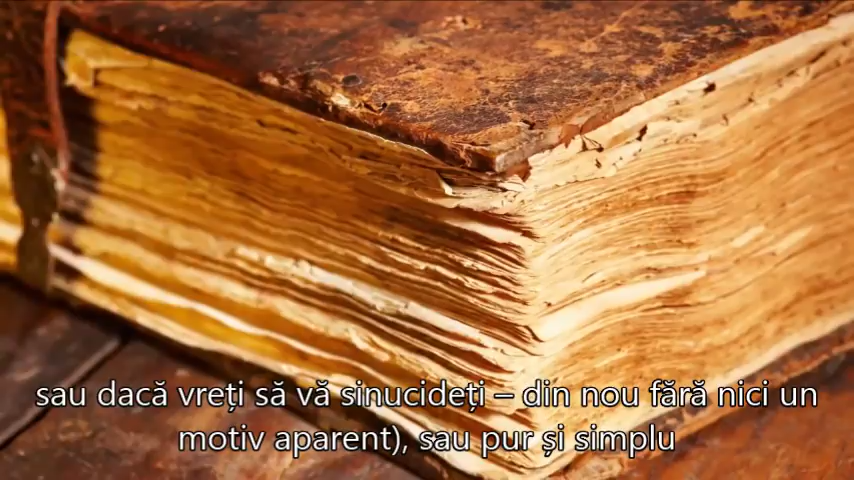 sau dacă vreți să vă sinucideți – din nou fără nici un
motiv aparent), sau pur și simplu